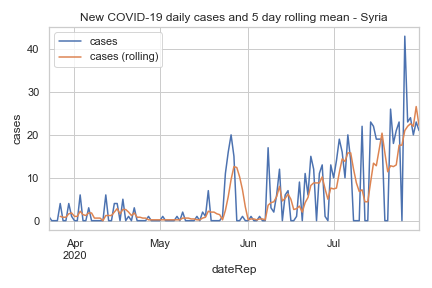 New COVID-19 daily cases and 5 day rolling mean - Syria
cases
cases (rolling)
40
30
20
10
0
cases
Apr
2020
May
Jun
Jul
dateRep